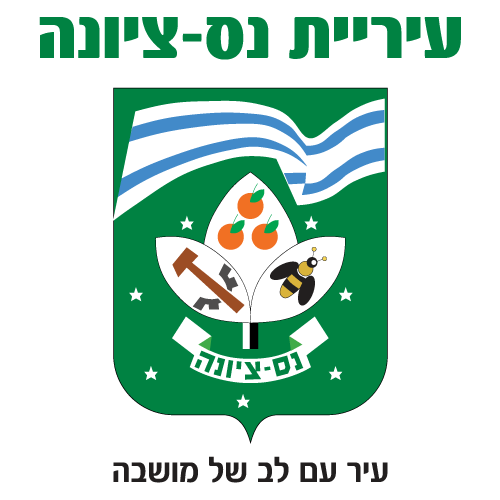 עיריית נס-ציונה
נס-ציונה
עיר עם לב של מושבה